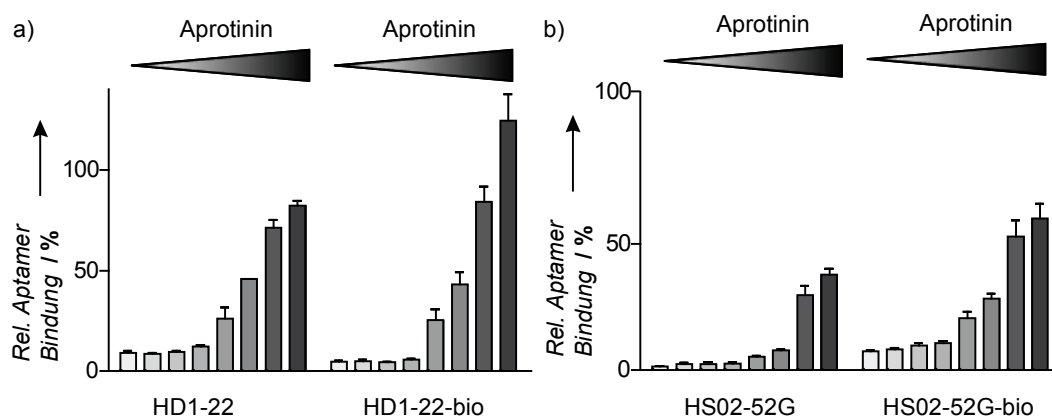 a)
Aprotinin
Aprotinin
Rel. Aptamer
Bindung / %
100
50
0
HD1-22
HD1-22-bio
b)
Aprotinin
Aprotinin
Rel. Aptamer
Bindung / %
100
50
0
HS02-52G
HS02-52G-bio